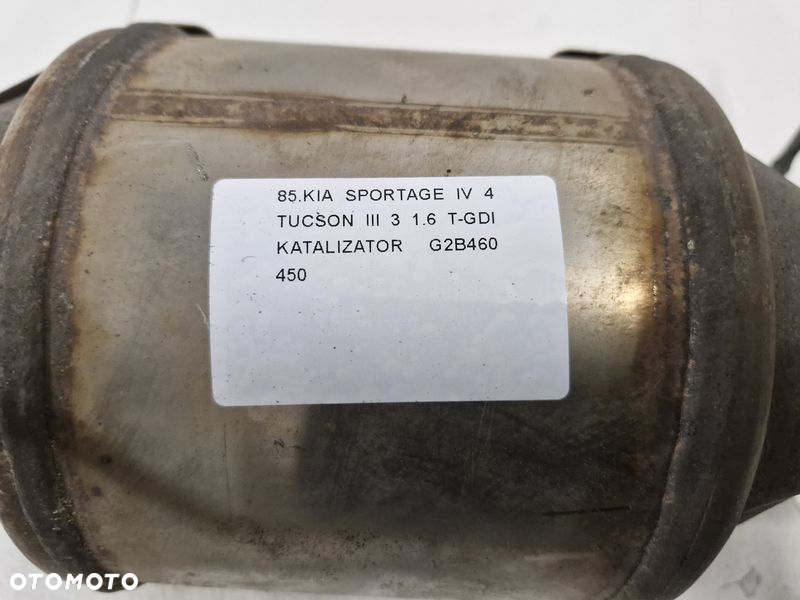 85.KIA SPORTAGE IV 4
TUCSON III 3 1.6 T-GDI
KATALIZATOR G2B460
450
OTOMOTO